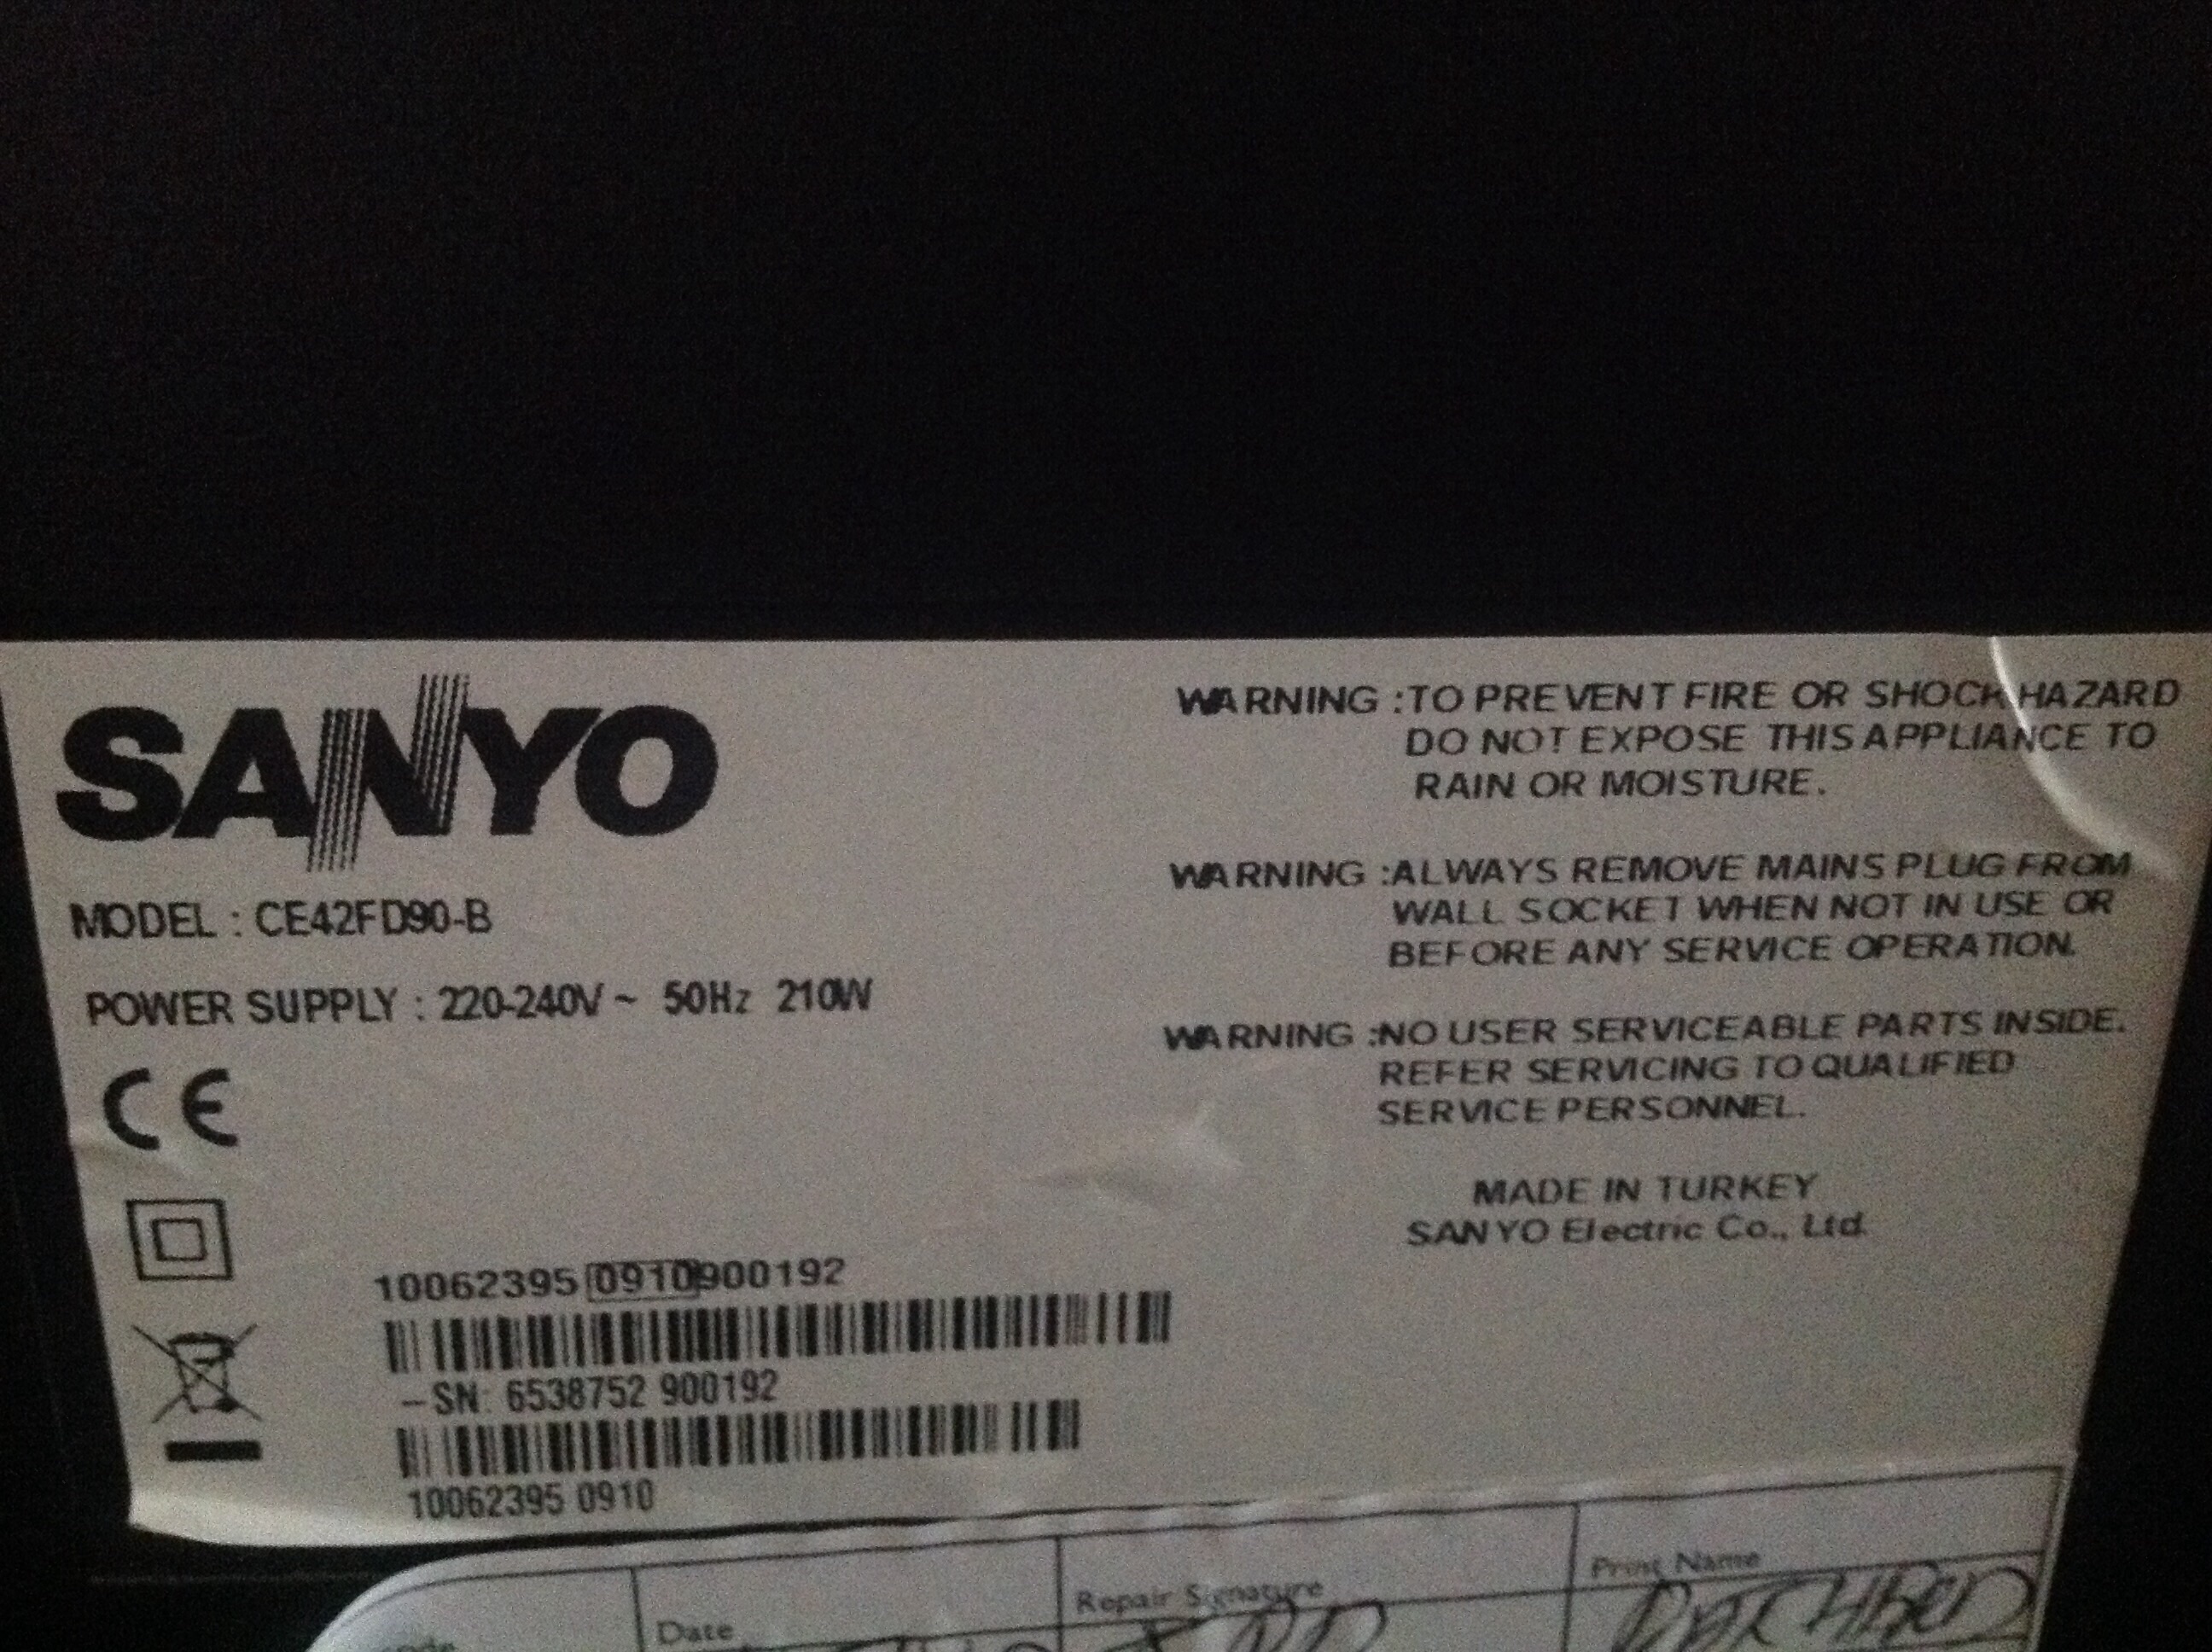 SANYO
MODEL : CE42FD90-B
POWER SUPPLY : 220-240V ~ 50Hz 210W
CE
10062395 0910900192
-SN: 6538752 900192
10062395 0910
WARNING :TO PREVENT FIRE OR SHOCK HAZARD
DO NOT EXPOSE THIS APPLIANCE TO
RAIN OR MOISTURE.
WARNING :ALWAYS REMOVE MAINS PLUG FROM
WALL SOCKET WHEN NOT IN USE OR
BEFORE ANY SERVICE OPERATION.
WARNING :NO USER SERVICEABLE PARTS INSIDE.
REFER SERVICING TO QUALIFIED
SERVICE PERSONNEL.
MADE IN TURKEY
SANYO Electric Co., Ltd.
Date
Repair Signature
Print Name